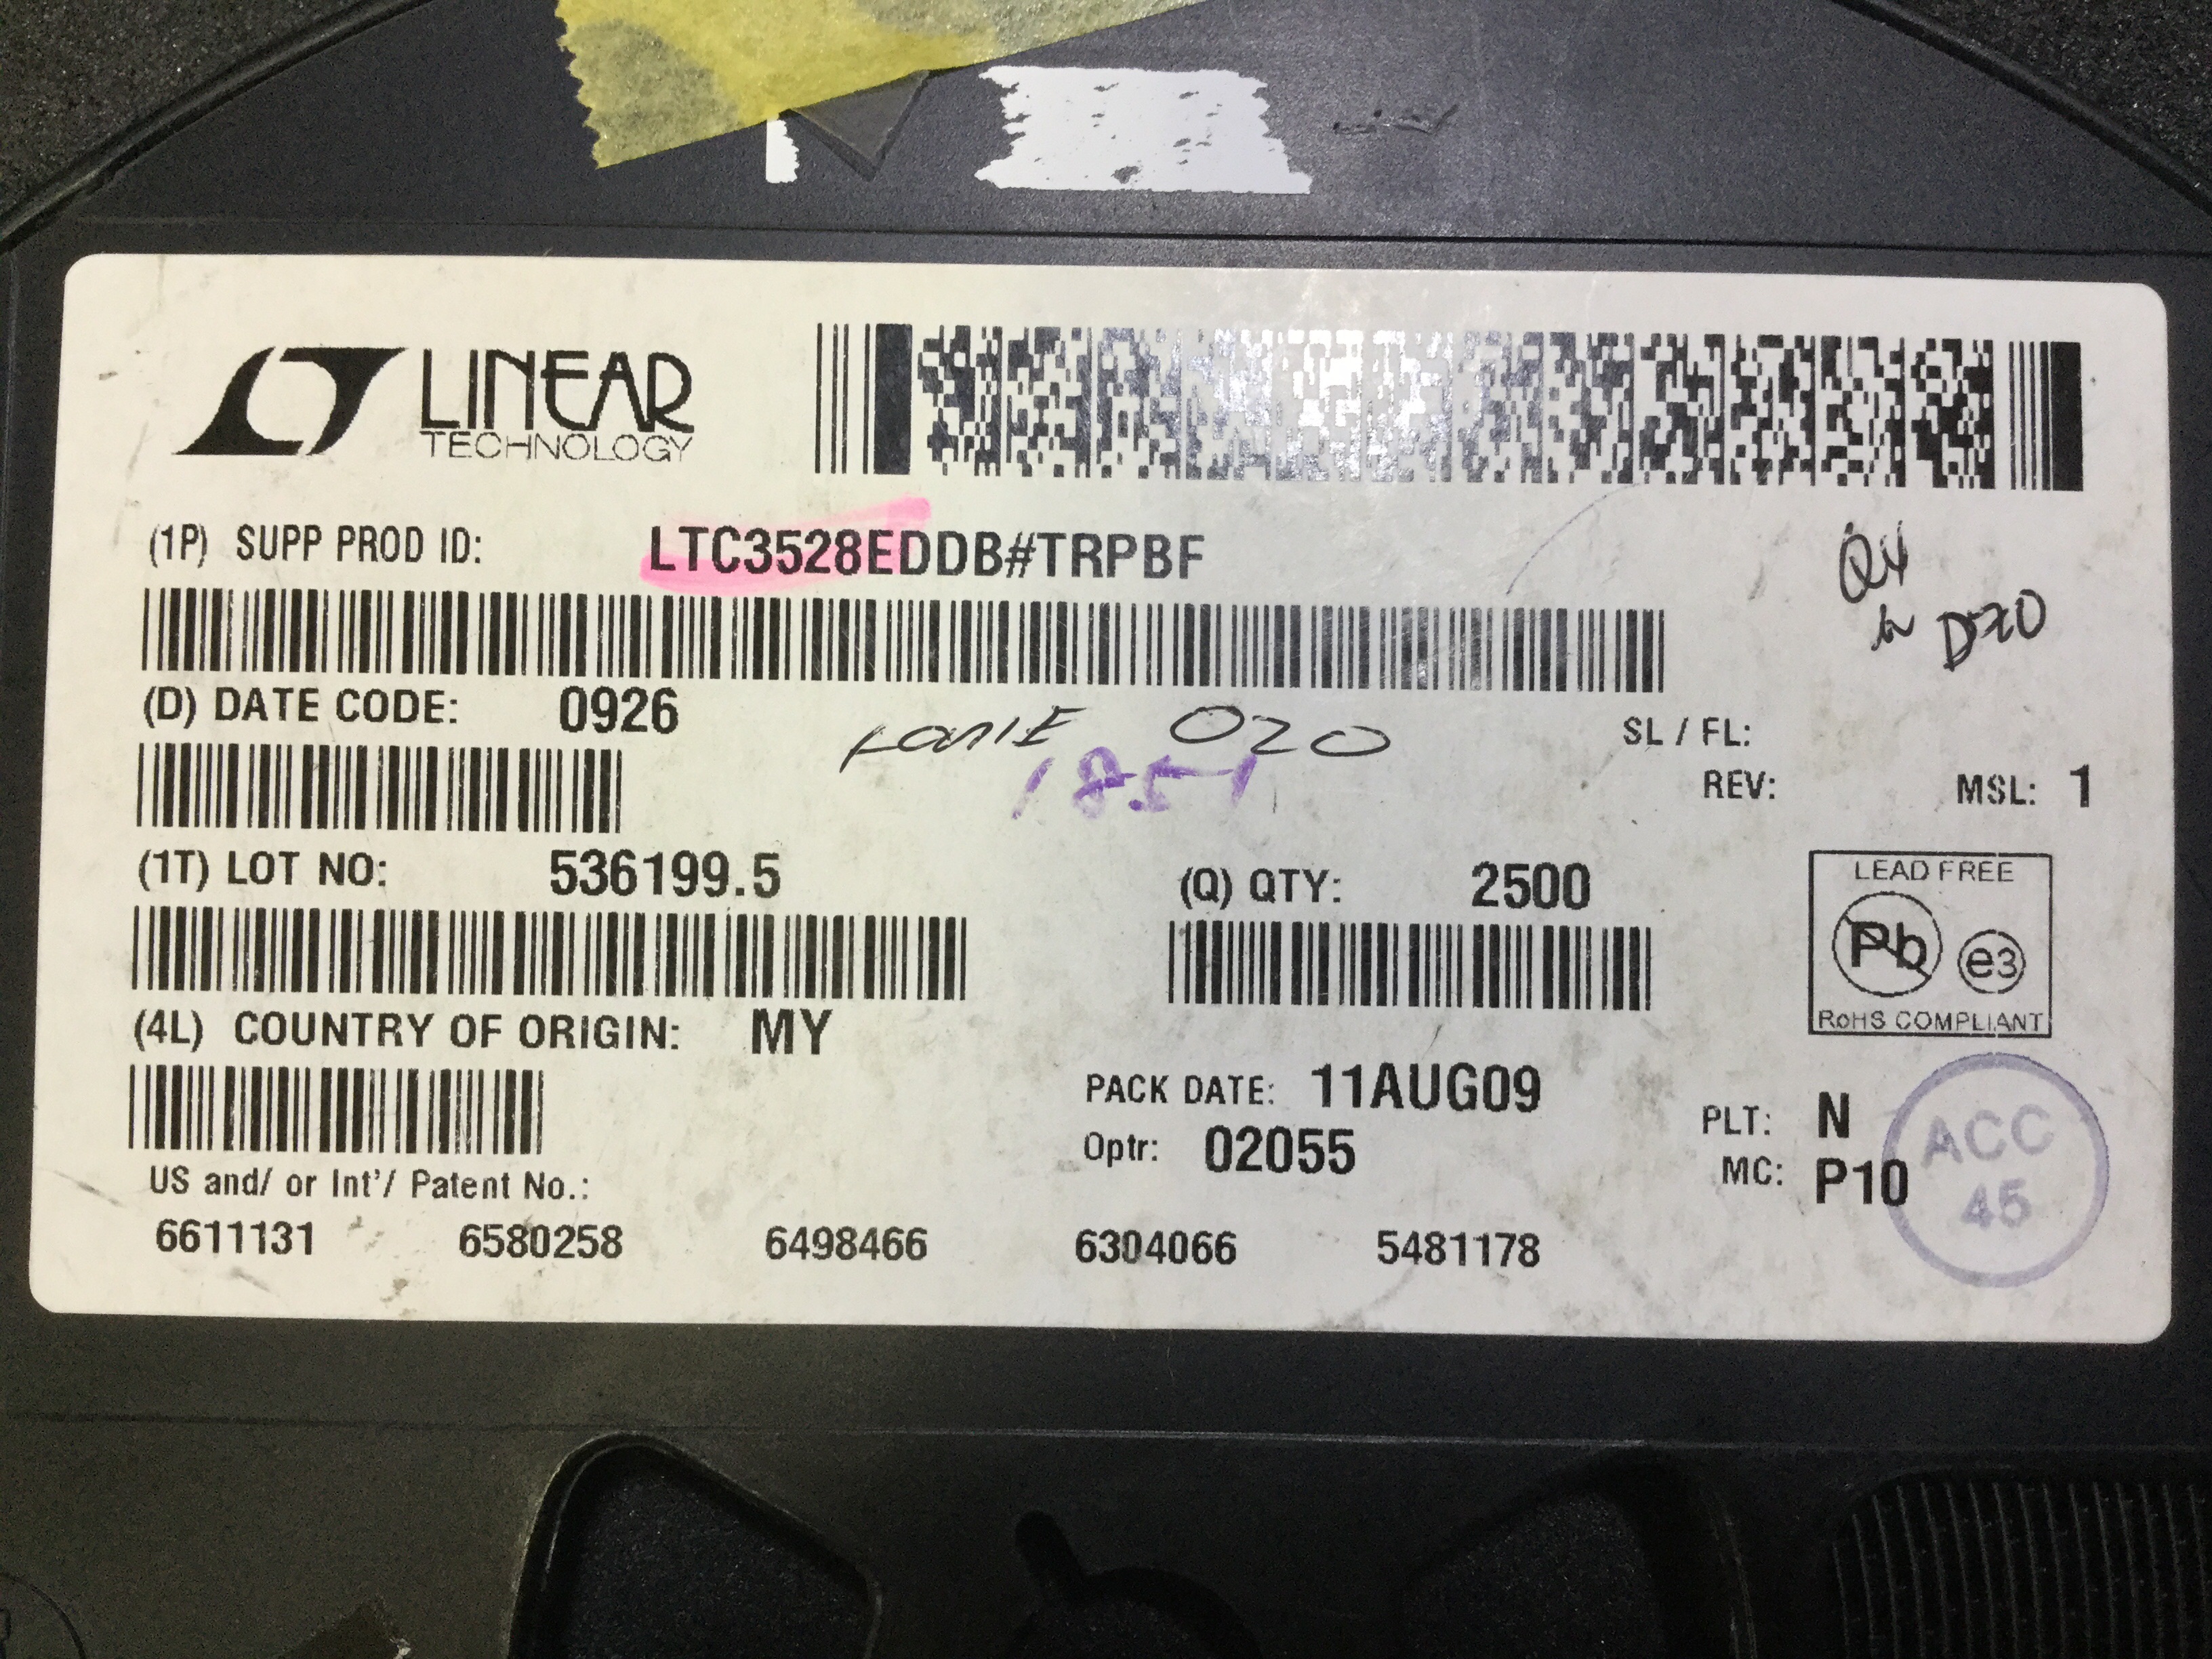 LINEAR
TECHNOLOGY
(1P) SUPP PROD ID: LTC3528EDDB#TRPBF
(D) DATE CODE: 0926
020
1851
SL / FL:
REV:
MSL: 1
(1T) LOT NO: 536199.5
(Q) QTY: 2500
LEAD FREE
Pb e3
RoHS COMPLIANT
(4L) COUNTRY OF ORIGIN: MY
PACK DATE: 11AUG09
Optr: 02055
PLT: N
MC: P10
ACC
45
US and/ or Int'/ Patent No.:
6611131 6580258 6498466 6304066 5481178